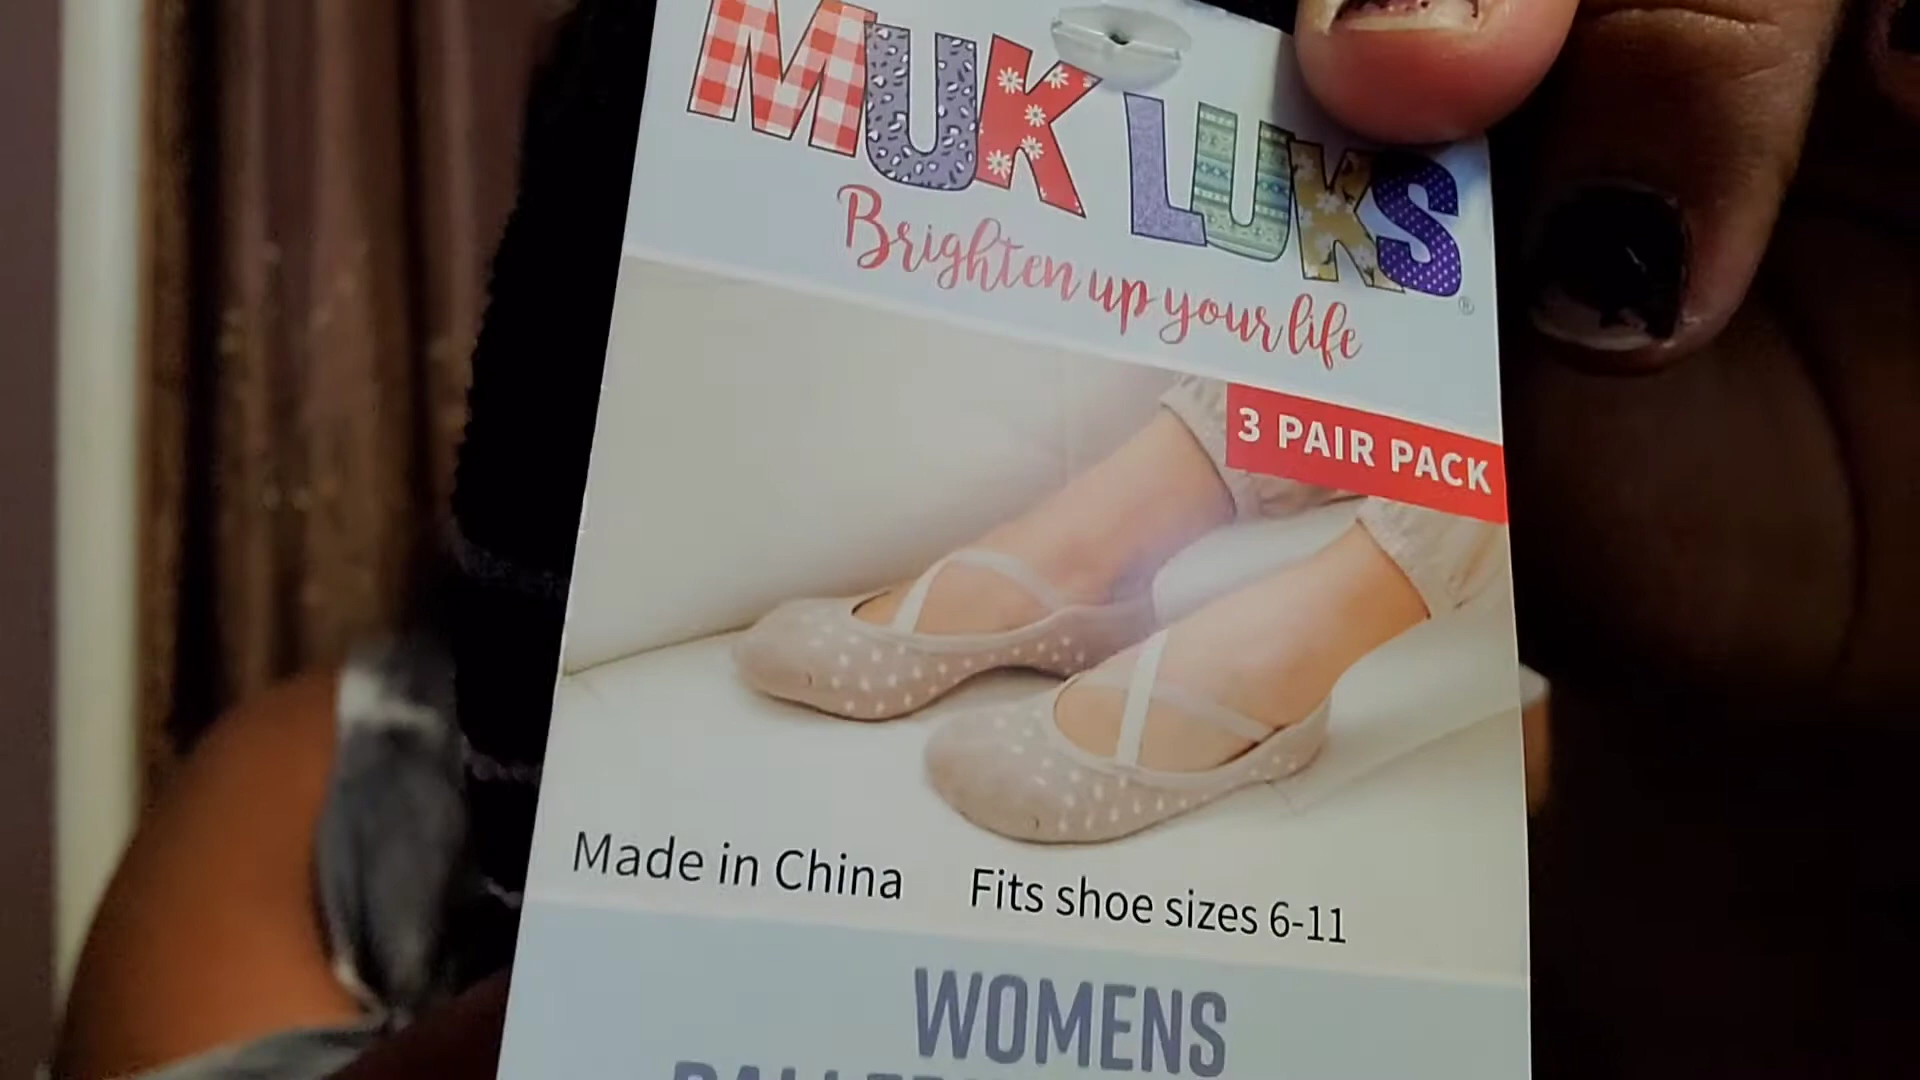 MUK LUKS®
Brighten up your life
3 PAIR PACK
Made in China
Fits shoe sizes 6-11
WOMENS